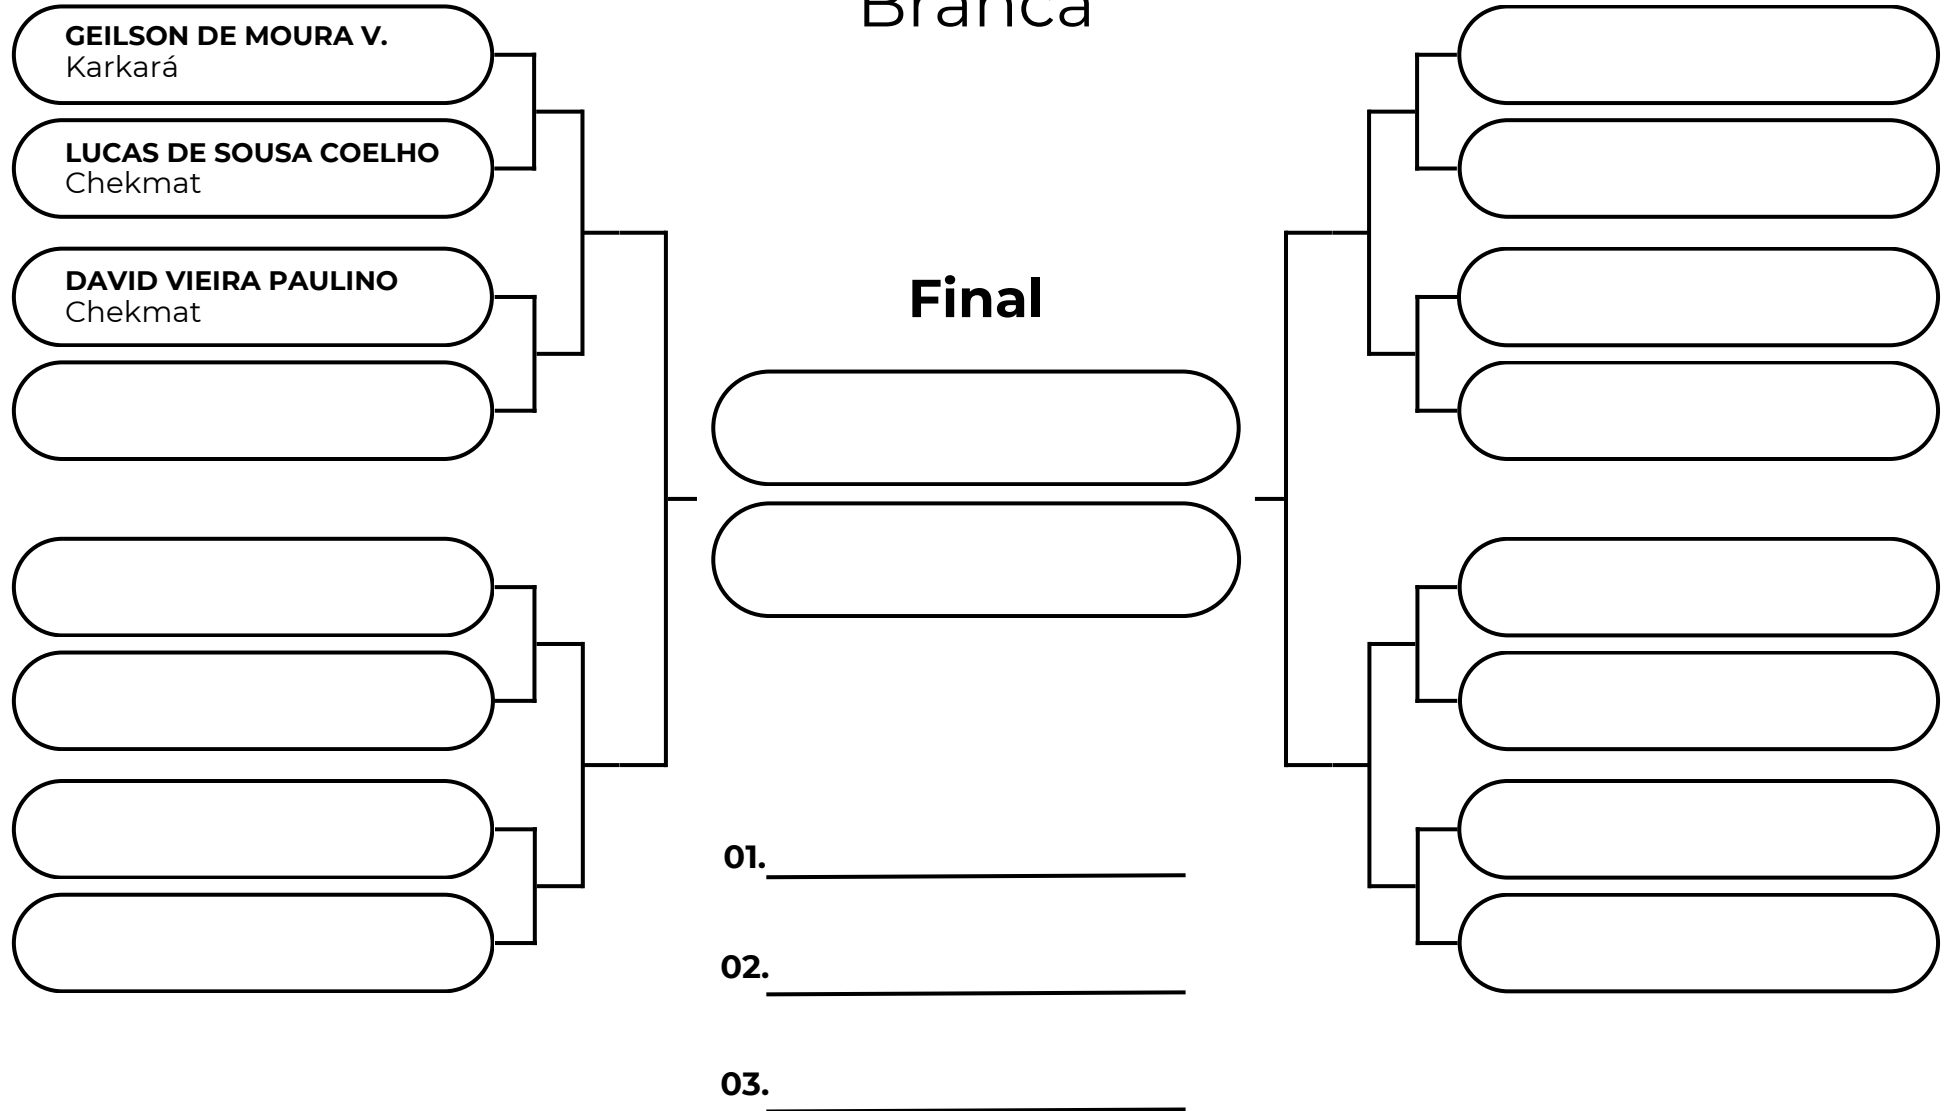 Branca
GEILSON DE MOURA V.
Karkará
LUCAS DE SOUSA COELHO
Chekmat
DAVID VIEIRA PAULINO
Chekmat
Final
01.
02.
03.